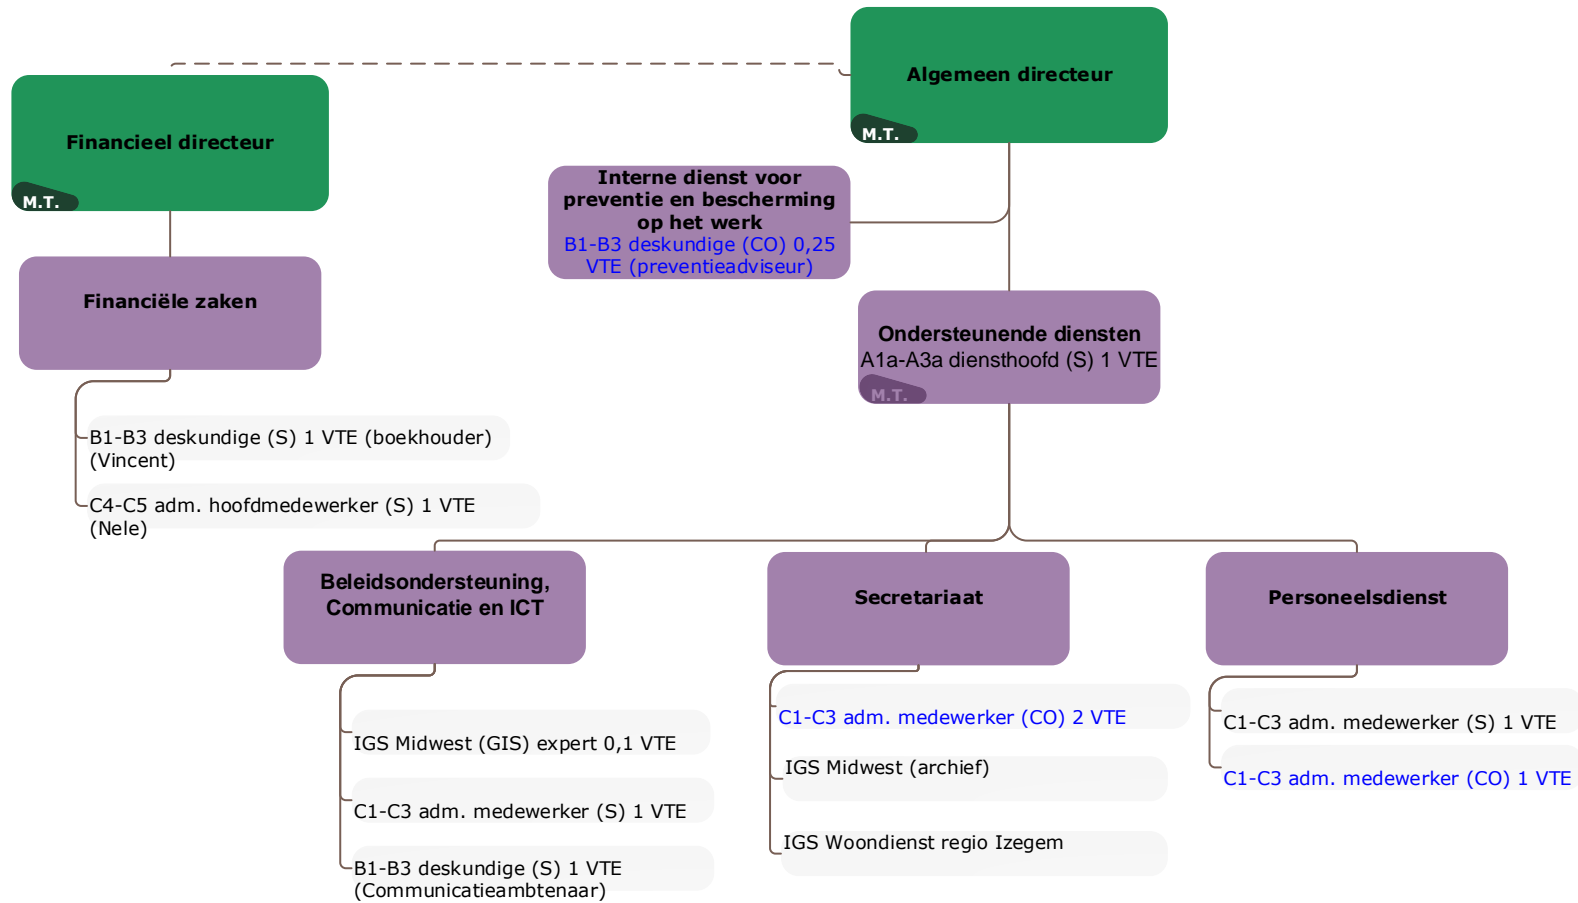 Algemeen directeur
M.T.
Financieel directeur
M.T.
Interne dienst voor
preventie en bescherming
op het werk
B1-B3 deskundige (CO) 0,25
VTE (preventieadviseur)
Financiële zaken
Ondersteunende diensten
A1a-A3a diensthoofd (S) 1 VTE
M.T.
B1-B3 deskundige (S) 1 VTE (boekhouder)
(Vincent)
C4-C5 adm. hoofdmedewerker (S) 1 VTE
(Nele)
Beleidsondersteuning,
Communicatie en ICT
Secretariaat
Personeelsdienst
IGS Midwest (GIS) expert 0,1 VTE
C1-C3 adm. medewerker (S) 1 VTE
B1-B3 deskundige (S) 1 VTE
(Communicatieambtenaar)
C1-C3 adm. medewerker (CO) 2 VTE
IGS Midwest (archief)
IGS Woondienst regio Izegem
C1-C3 adm. medewerker (S) 1 VTE
C1-C3 adm. medewerker (CO) 1 VTE